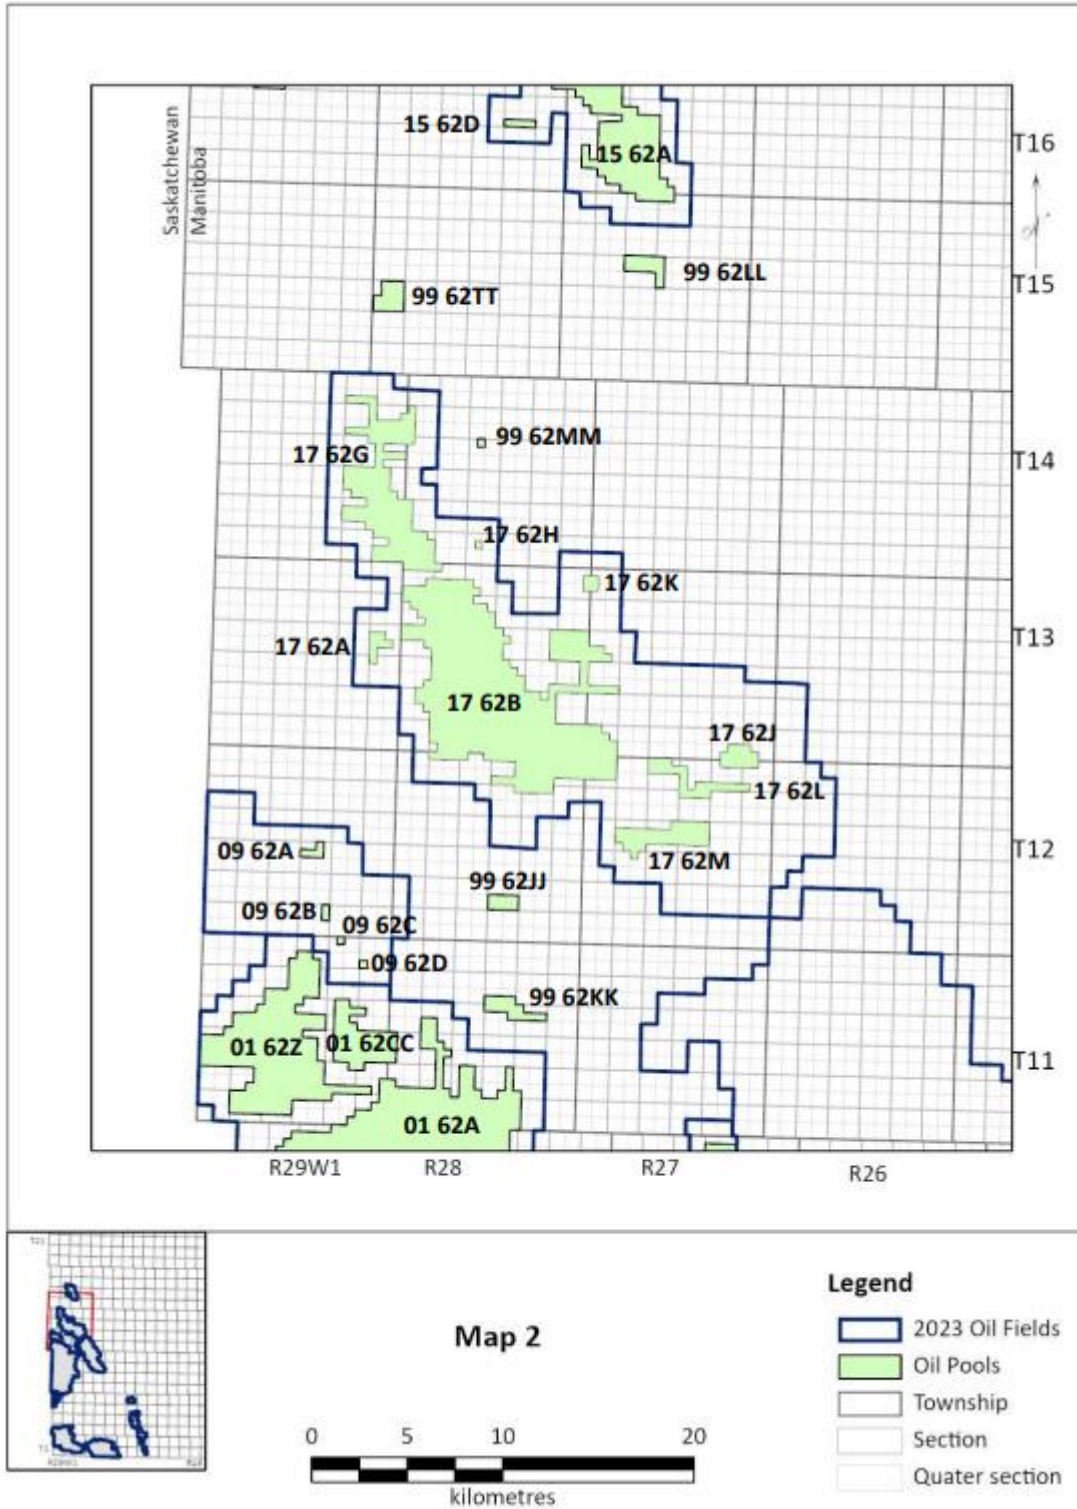 Saskatchewan
Manitoba
15 62D
15 62A
T16
99 62LL
T15
99 62TT
99 62MM
17 62G
T14
17 62H
17 62K
17 62A
T13
17 62B
17 62J
17 62L
09 62A
T12
17 62M
99 62JJ
09 62B
09 62C
09 62D
99 62KK
01 62Z
01 62CC
T11
01 62A
R29W1
R28
R27
R26
Map 2
0 5 10 20
kilometres
Legend
2023 Oil Fields
Oil Pools
Township
Section
Quater section